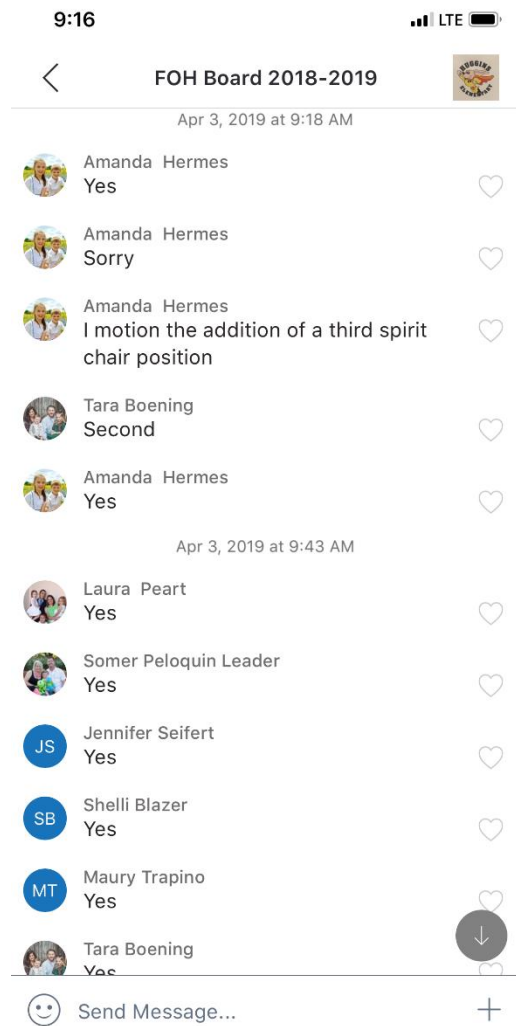 9:16
LTE
FOH Board 2018-2019
HUGGINS
ELEMENTARY
Apr 3, 2019 at 9:18 AM
Amanda Hermes
Yes
Amanda Hermes
Sorry
Amanda Hermes
I motion the addition of a third spirit
chair position
Tara Boening
Second
Amanda Hermes
Yes
Apr 3, 2019 at 9:43 AM
Laura Peart
Yes
Somer Peloquin Leader
Yes
JS
Jennifer Seifert
Yes
SB
Shelli Blazer
Yes
MT
Maury Trapino
Yes
Tara Boening
Yes
Send Message...